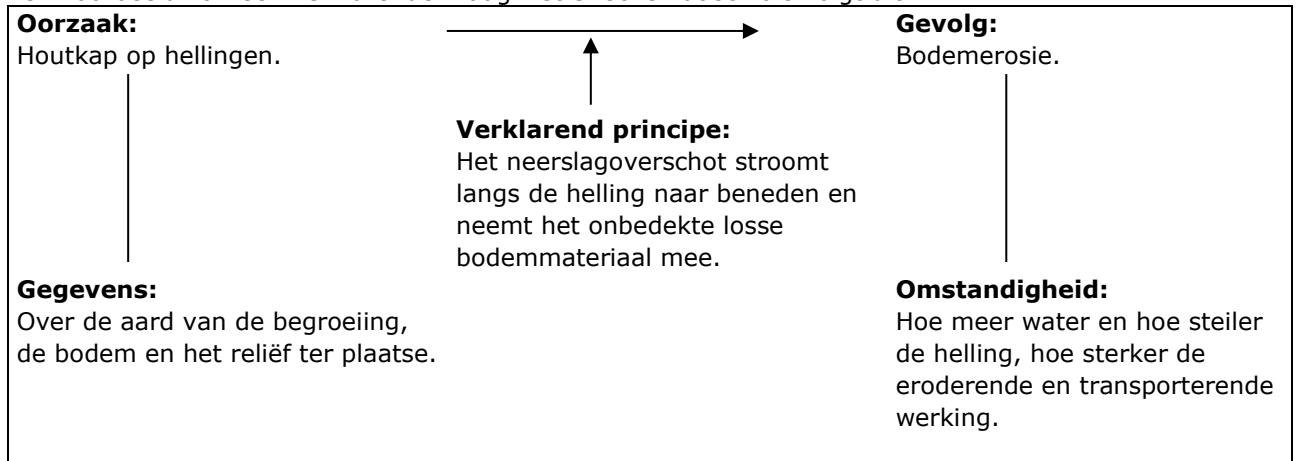 Oorzaak:
Houtkap op hellingen.
Gevolg:
Bodemerosie.
Verklarend principe:
Het neerslagoverschot stroomt
langs de helling naar beneden en
neemt het onbedekte losse
bodemmateriaal mee.
Gegevens:
Over de aard van de begroeiing,
de bodem en het reliëf ter plaatse.
Omstandigheid:
Hoe meer water en hoe steiler
de helling, hoe sterker de
eroderende en transporterende
werking.